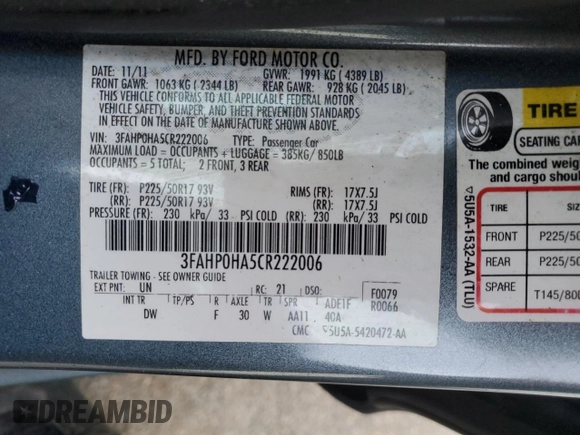 MFD. BY FORD MOTOR CO.
DATE: 11/11 GVWR: 1991 KG ( 4389 LB)
FRONT GAWR: 1063 KG ( 2344 LB) REAR GAWR: 928 KG ( 2045 LB)
THIS VEHICLE CONFORMS TO ALL APPLICABLE FEDERAL MOTOR
VEHICLE SAFETY, BUMPER, AND THEFT PREVENTION STANDARDS
IN EFFECT ON THE DATE OF MANUFACTURE SHOWN ABOVE.
VIN: 3FAHP0HA5CR222006 TYPE: Passenger Car
MAXIMUM LOAD = OCCUPANTS + LUGGAGE = 385KG/ 850LB
OCCUPANTS = 5 TOTAL; 2 FRONT, 3 REAR
TIRE (FR): P225/50R17 93V RIMS (FR): 17X7.5J
(RR): P225/50R17 93V (RR): 17X7.5J
PRESSURE (FR): 230 kPa/ 33 PSI COLD (RR): 230 kPa/ 33 PSI COLD
3FAHP0HA5CR222006
TRAILER TOWING - SEE OWNER GUIDE
EXT PNT: UN RC: 21 DSO: F0079
INT TR TP/PS R AXLE TR SPR ADE1F R0066
DW F 30 W AA11 40A
CMC 5U5A-5420472-AA
TIRE
SEATING CA
The combined weig
and cargo should
TIRE SIZ
FRONT P225/50
REAR P225/50
SPARE T145/80
5U5A-1532-AA (TLU)
DREAMBID.COM